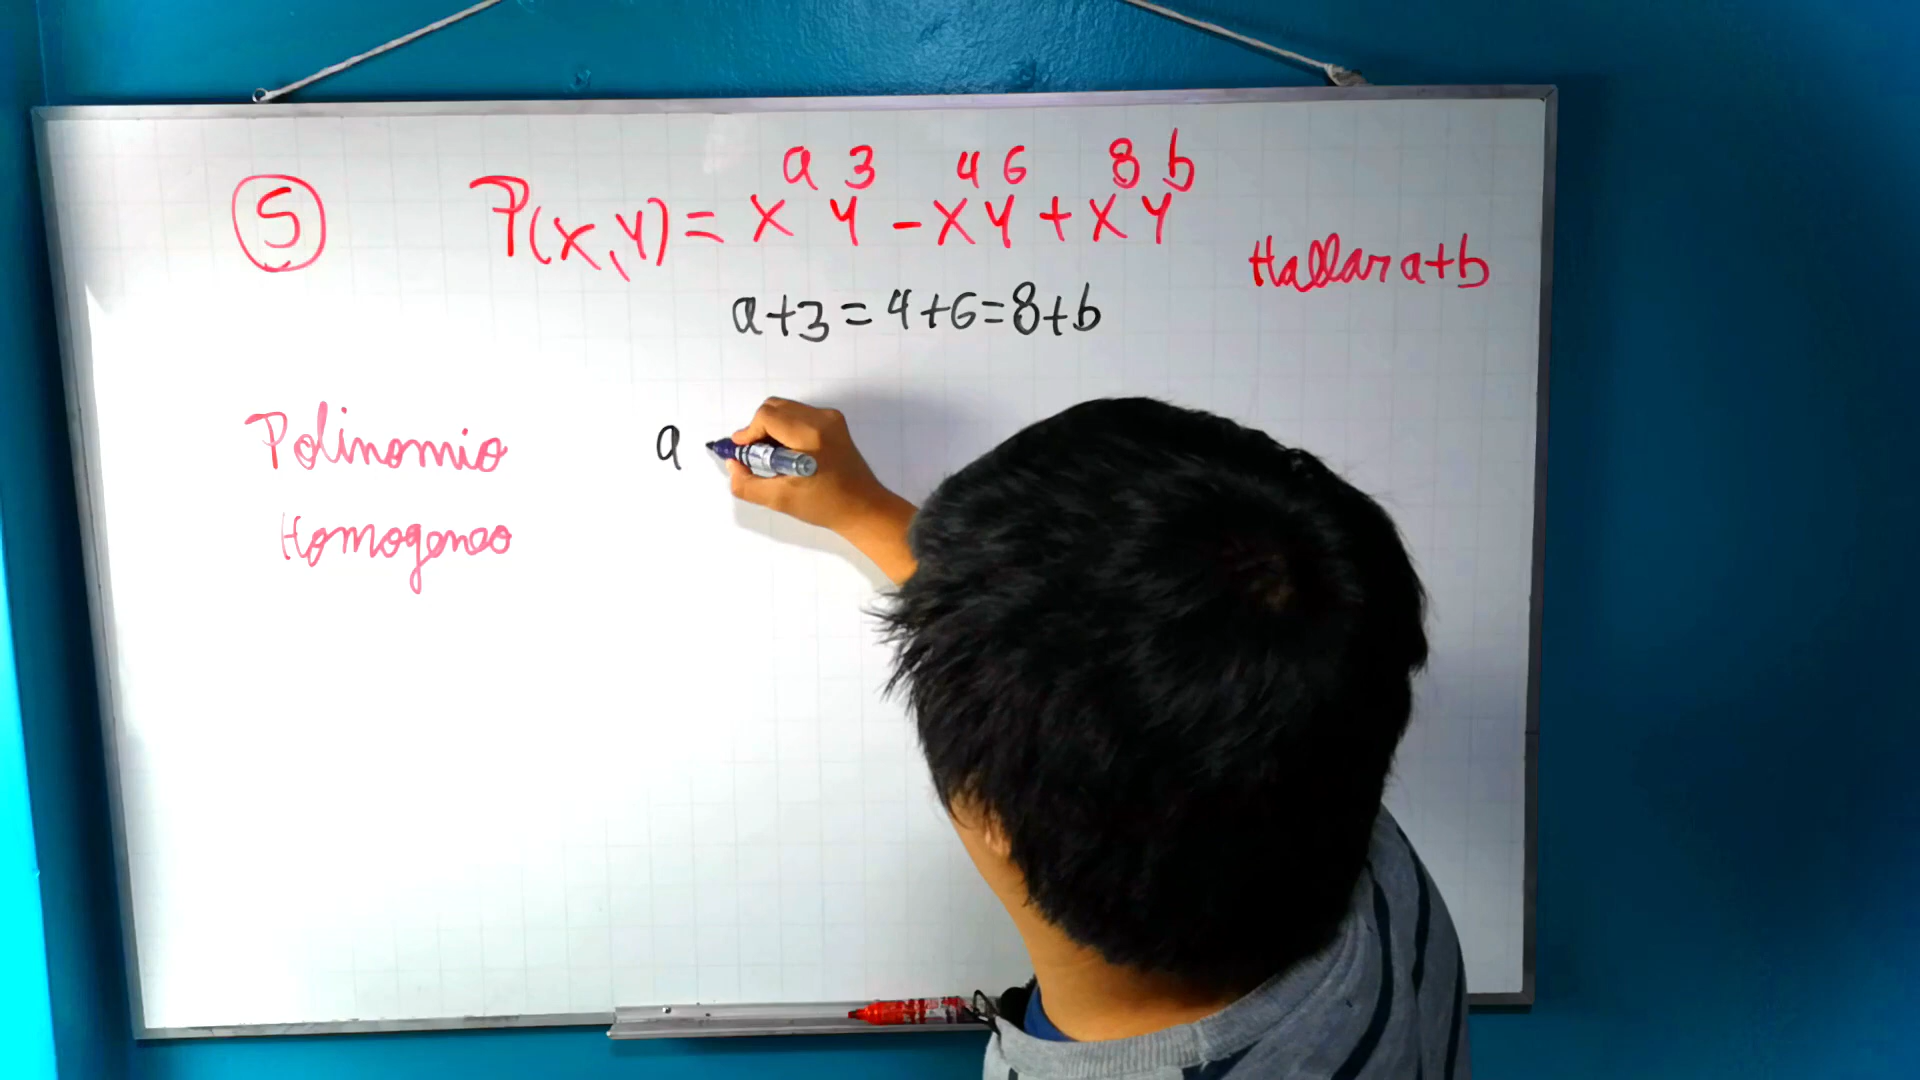 5
P(x,y) = x^a y^3 - x^4 y^6 + x^8 y^b
Hallar a+b
a+3 = 4+6 = 8+b
Polinomio
Homogeneo
a